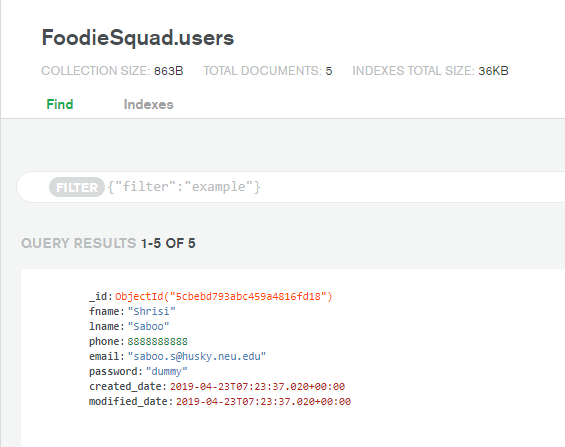 FoodieSquad.users
COLLECTION SIZE: 863B TOTAL DOCUMENTS: 5 INDEXES TOTAL SIZE: 36KB
Find Indexes
FILTER {"filter":"example"}
QUERY RESULTS 1-5 OF 5
_id:ObjectId("5cbebd793abc459a4816fd18")
fname:"Shrisi"
lname:"Saboo"
phone:8888888888
email:"saboo.s@husky.neu.edu"
password:"dummy"
created_date:2019-04-23T07:23:37.020+00:00
modified_date:2019-04-23T07:23:37.020+00:00